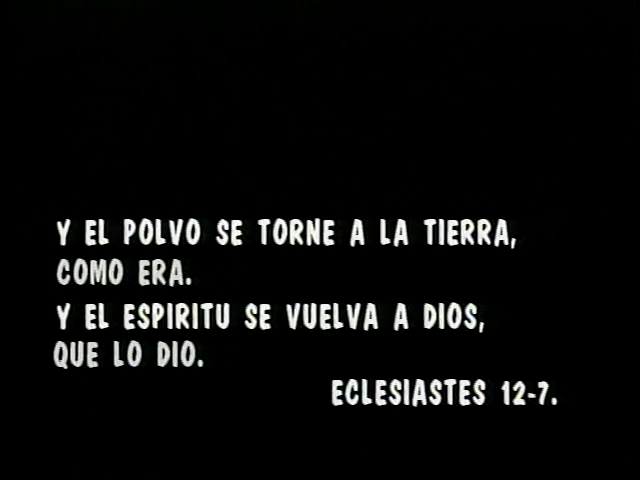 Y EL POLVO SE TORNE A LA TIERRA,
COMO ERA.
Y EL ESPIRITU SE VUELVA A DIOS,
QUE LO DIO.
ECLESIASTES 12-7.